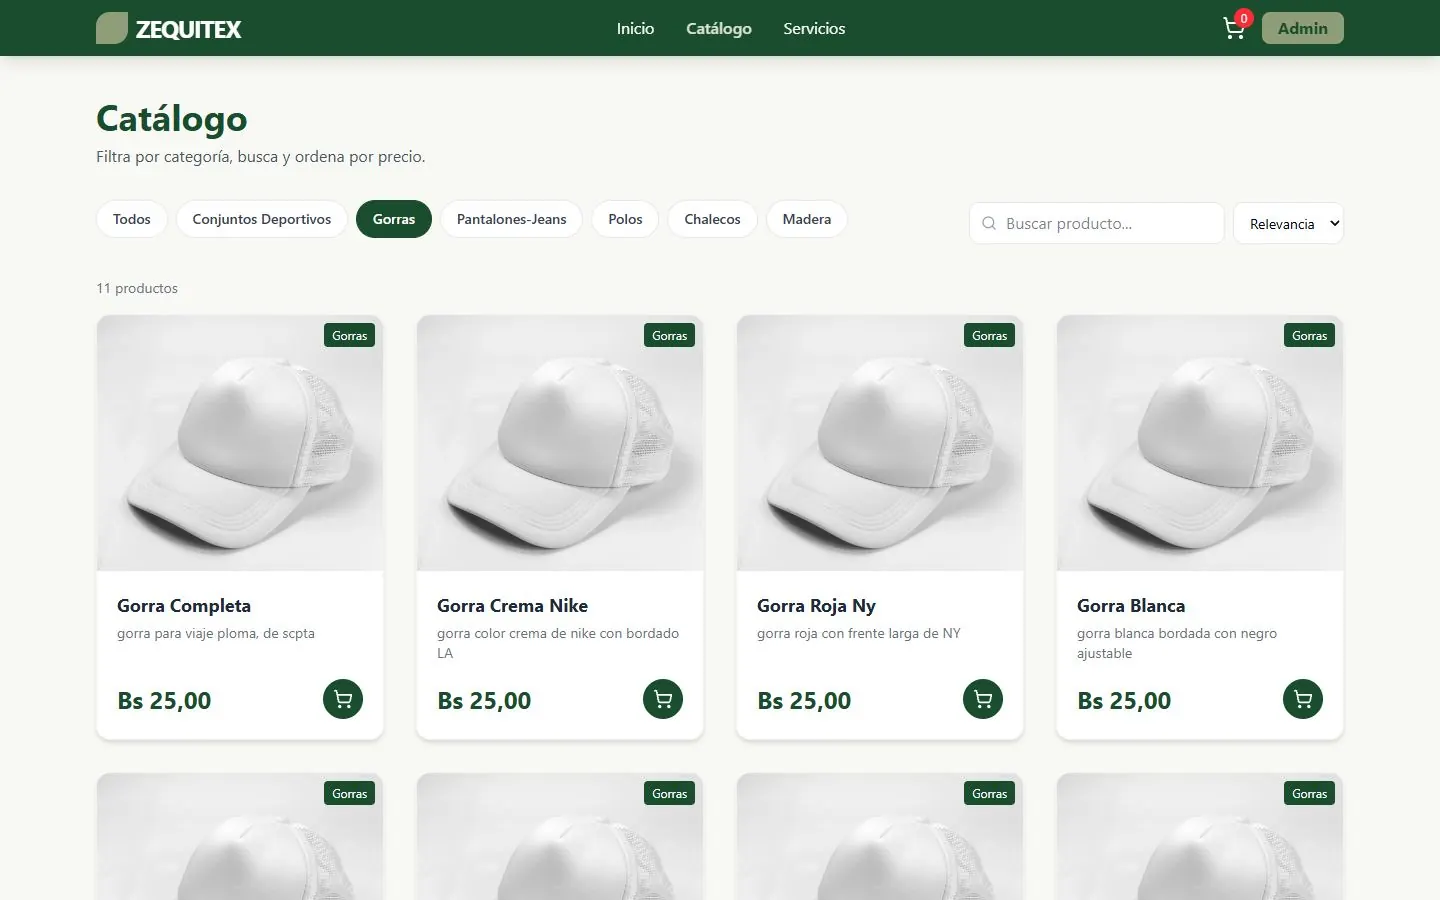 ZEQUITEX
Inicio
Catálogo
Servicios
0
Admin
Catálogo
Filtra por categoría, busca y ordena por precio.
Todos
Conjuntos Deportivos
Gorras
Pantalones-Jeans
Polos
Chalecos
Madera
Buscar producto...
Relevancia
11 productos
Gorras
Gorras
Gorras
Gorras
Gorra Completa
gorra para viaje ploma, de scpta
Bs 25,00
Gorra Crema Nike
gorra color crema de nike con bordado
LA
Bs 25,00
Gorra Roja Ny
gorra roja con frente larga de NY
Bs 25,00
Gorra Blanca
gorra blanca bordada con negro
ajustable
Bs 25,00
Gorras
Gorras
Gorras
Gorras